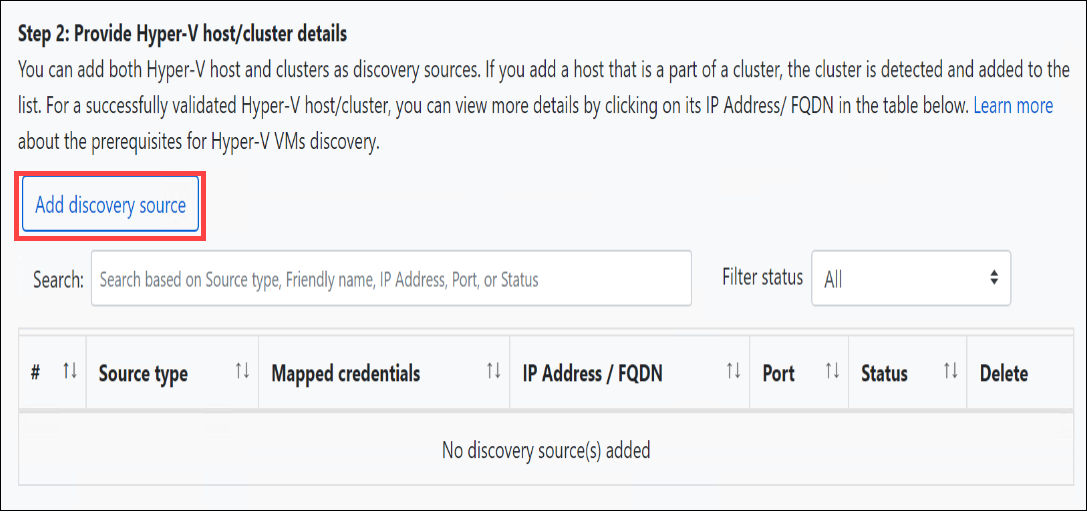 Step 2: Provide Hyper-V host/cluster details
You can add both Hyper-V host and clusters as discovery sources. If you add a host that is a part of a cluster, the cluster is detected and added to the
list. For a successfully validated Hyper-V host/cluster, you can view more details by clicking on its IP Address/ FQDN in the table below. Learn more
about the prerequisites for Hyper-V VMs discovery.
Add discovery source
Search: Search based on Source type, Friendly name, IP Address, Port, or Status Filter status All
# ↑↓ Source type ↑↓ Mapped credentials ↑↓ IP Address / FQDN ↑↓ Port ↑↓ Status ↑↓ Delete
No discovery source(s) added